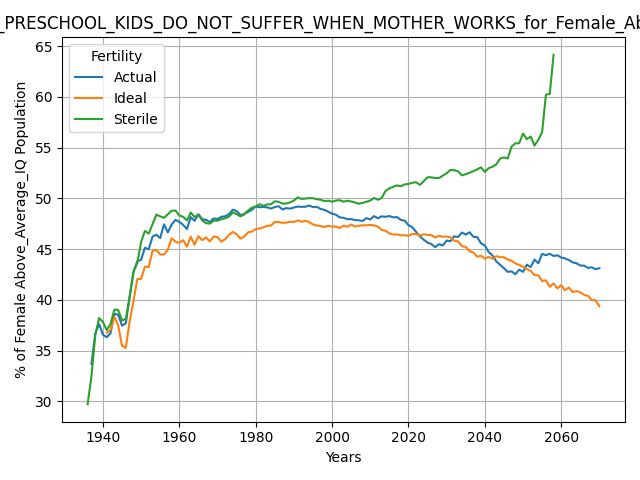 _PRESCHOOL_KIDS_DO_NOT_SUFFER_WHEN_MOTHER_WORKS_for_Female_Ab
Fertility
Actual
Ideal
Sterile
% of Female Above_Average_IQ Population
65
60
55
50
45
40
35
30
1940 1960 1980 2000 2020 2040 2060
Years